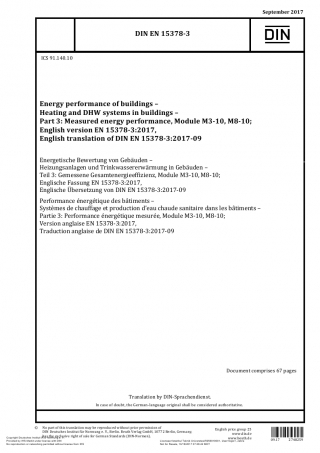 September 2017
DIN EN 15378-3
DIN
ICS 91.140.10
Energy performance of buildings –
Heating and DHW systems in buildings –
Part 3: Measured energy performance, Module M3-10, M8-10;
English version EN 15378-3:2017,
English translation of DIN EN 15378-3:2017-09
Energetische Bewertung von Gebäuden –
Heizungsanlagen und Trinkwassererwärmung in Gebäuden –
Teil 3: Gemessene Gesamtenergieeffizienz, Module M3-10, M8-10;
Englische Fassung EN 15378-3:2017,
Englische Übersetzung von DIN EN 15378-3:2017-09
Performance énergétique des bâtiments –
Systèmes de chauffage et production d'eau chaude sanitaire dans les bâtiments –
Partie 3: Performance énergétique mesurée, Module M3-10, M8-10;
Version anglaise EN 15378-3:2017,
Traduction anglaise de DIN EN 15378-3:2017-09
Document comprises 67 pages
Translation by DIN-Sprachendienst.
In case of doubt, the German-language original shall be considered authoritative.
No part of this translation may be reproduced without prior permission of
DIN Deutsches Institut für Normung e. V., Berlin. Beuth Verlag GmbH, 10772 Berlin, Germany,
has the exclusive right of sale for German Standards (DIN-Normen).
English price group 23
www.din.de
www.beuth.de